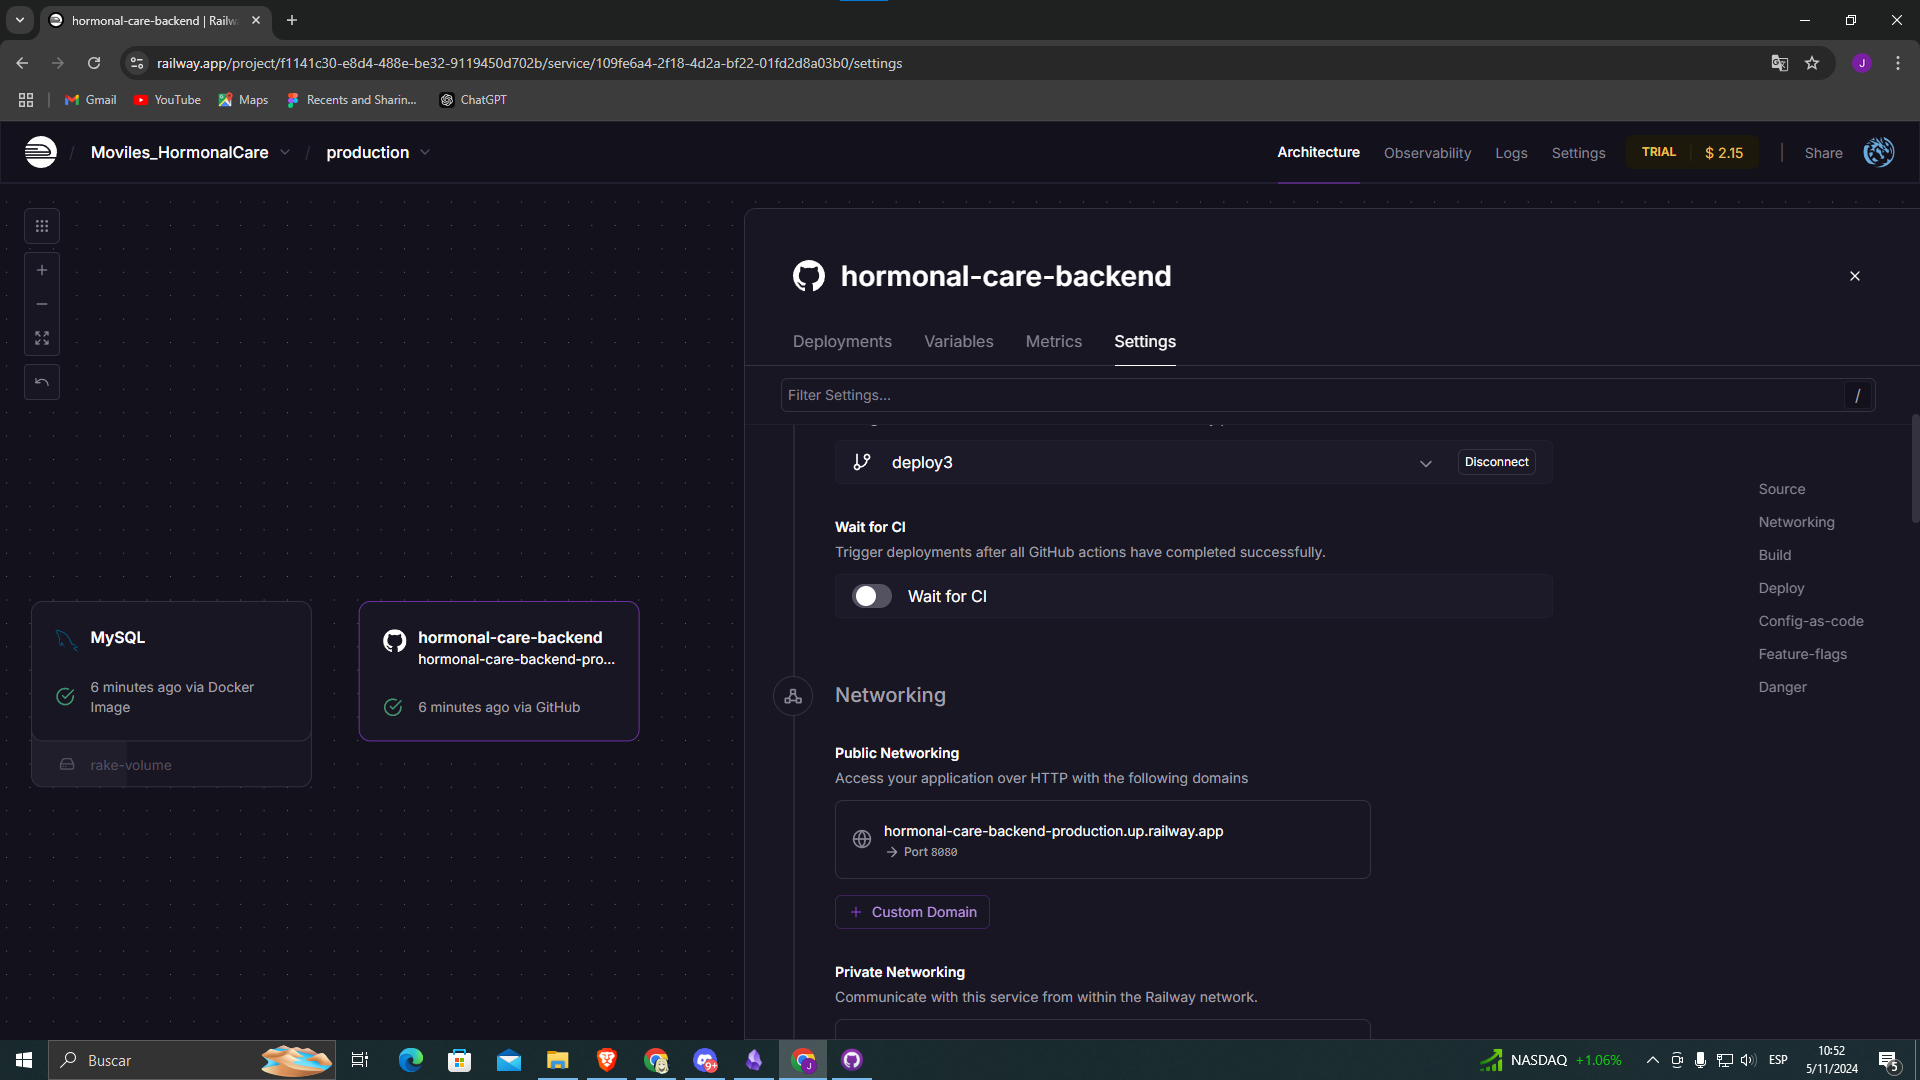 hormonal-care-backend | Railw
railway.app/project/f1141c30-e8d4-488e-be32-9119450d702b/service/109fe6a4-2f18-4d2a-bf22-01fd2d8a03b0/settings
J
Gmail
YouTube
Maps
Recents and Sharin...
ChatGPT
/ Moviles_HormonalCare / production
Architecture
Observability
Logs
Settings
TRIAL $ 2.15
Share
hormonal-care-backend
Deployments
Variables
Metrics
Settings
Filter Settings...
/
deploy3
Disconnect
Wait for CI
Trigger deployments after all GitHub actions have completed successfully.
Wait for CI
Networking
Public Networking
Access your application over HTTP with the following domains
hormonal-care-backend-production.up.railway.app
→ Port 8080
+ Custom Domain
Private Networking
Communicate with this service from within the Railway network.
Source
Networking
Build
Deploy
Config-as-code
Feature-flags
Danger
MySQL
6 minutes ago via Docker
Image
rake-volume
hormonal-care-backend
hormonal-care-backend-pro...
6 minutes ago via GitHub
Buscar
9+
J
NASDAQ +1.06%
ESP
10:52
5/11/2024
5